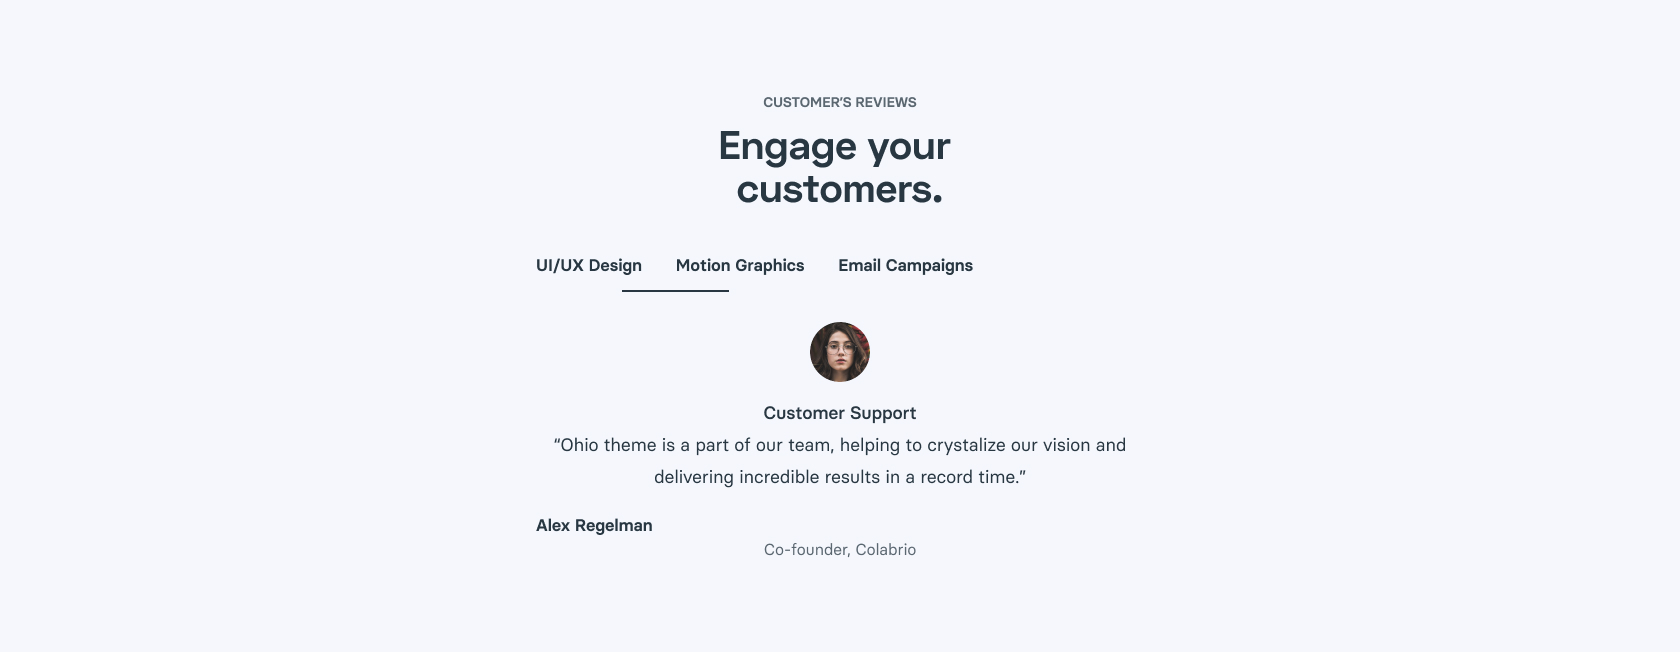 CUSTOMER’S REVIEWS
Engage your
customers.
UI/UX Design Motion Graphics Email Campaigns
Customer Support
“Ohio theme is a part of our team, helping to crystalize our vision and
delivering incredible results in a record time.”
Alex Regelman
Co-founder, Colabrio